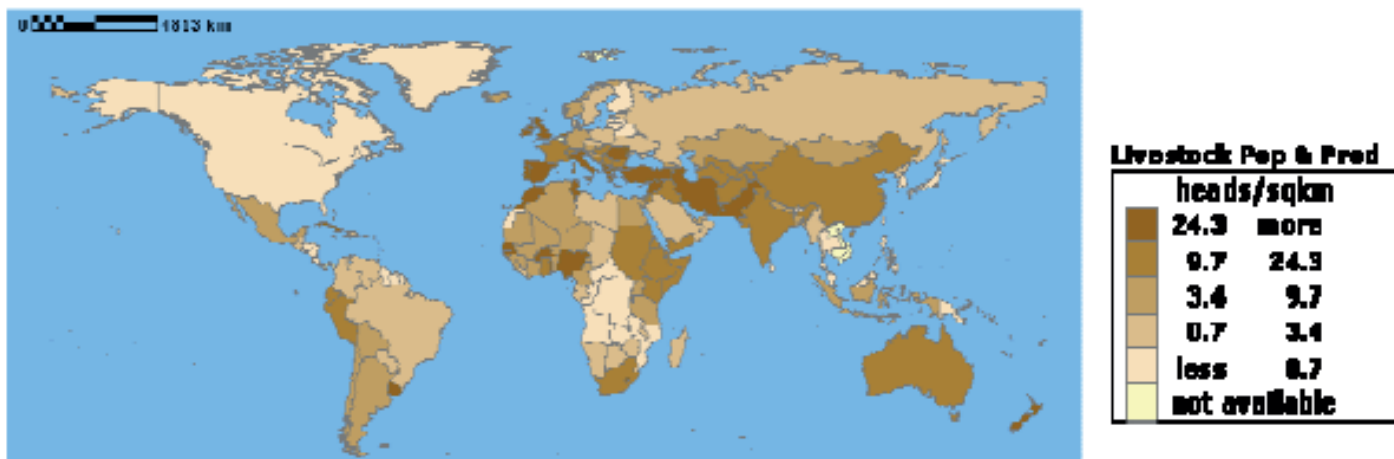 0 4813 km
Livestock Pop & Prod
heads/sqkm
24.3 more
9.7 24.3
3.4 9.7
0.7 3.4
less 0.7
not available